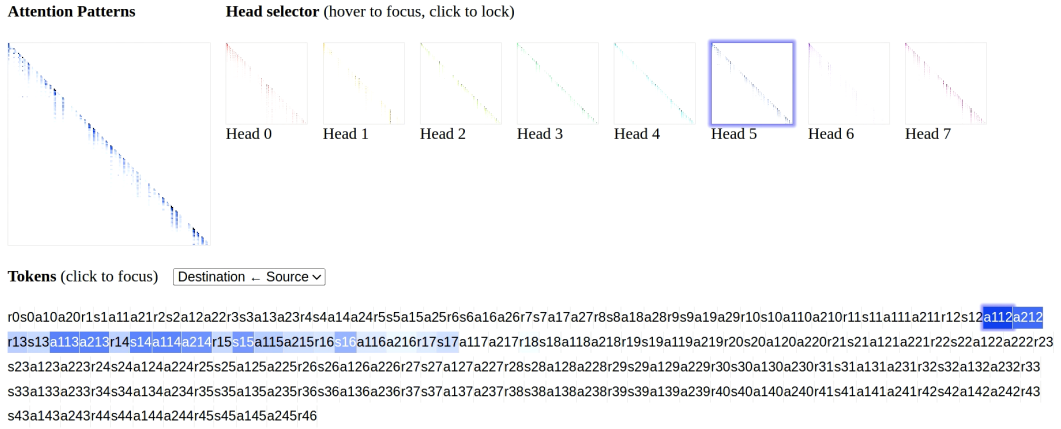 Attention Patterns
Head selector (hover to focus, click to lock)
Head 0 Head 1 Head 2 Head 3 Head 4 Head 5 Head 6 Head 7
Tokens (click to focus) Destination ← Source
r0s0a10a20r1s1a11a21r2s2a12a22r3s3a13a23r4s4a14a24r5s5a15a25r6s6a16a26r7s7a17a27r8s8a18a28r9s9a19a29r10s10a110a210r11s11a111a211r12s12a112a212
r13s13a113a213r14s14a114a214r15s15a115a215r16s16a116a216r17s17a117a217r18s18a118a218r19s19a119a219r20s20a120a220r21s21a121a221r22s22a122a222r23
s23a123a223r24s24a124a224r25s25a125a225r26s26a126a226r27s27a127a227r28s28a128a228r29s29a129a229r30s30a130a230r31s31a131a231r32s32a132a232r33
s33a133a233r34s34a134a234r35s35a135a235r36s36a136a236r37s37a137a237r38s38a138a238r39s39a139a239r40s40a140a240r41s41a141a241r42s42a142a242r43
s43a143a243r44s44a144a244r45s45a145a245r46